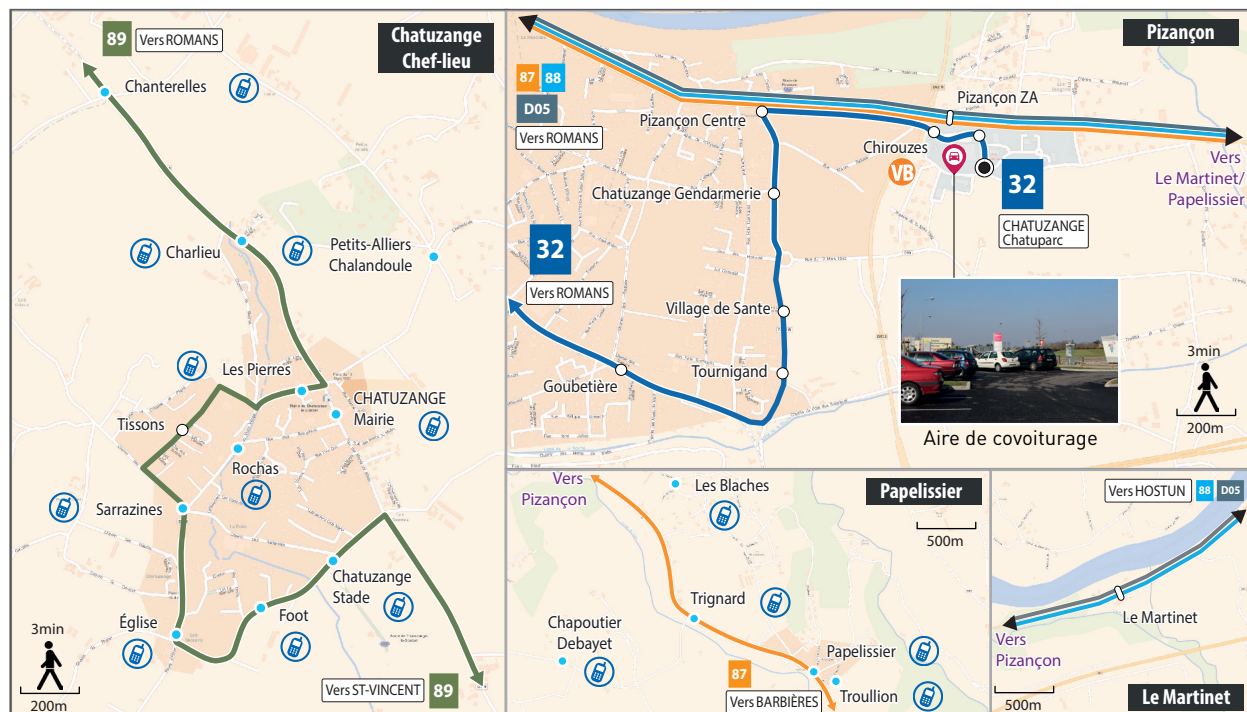 89 Vers ROMANS
Chatuzange
Chef-lieu
Chanterelles
Charlieu
Petits-Alliers
Chalandoule
Les Pierres
CHATUZANGE
Mairie
Tissons
Rochas
Sarrazines
Chatuzange
Stade
Foot
Église
3min
200m
Vers ST-VINCENT 89
Pizançon
87 88
D05
Vers ROMANS
Pizançon ZA
Pizançon Centre
Chirouzes
VB
32
CHATUZANGE
Chatuparc
Vers
Le Martinet/
Papelissier
Chatuzange Gendarmerie
32
Vers ROMANS
Village de Sante
Goubetière
Tournigand
Aire de covoiturage
3min
200m
Vers
Pizançon
Les Blaches
Papelissier
500m
Trignard
Chapoutier
Debayet
Papelissier
87
Troullion
Vers BARBIÈRES
Vers HOSTUN 88 D05
Le Martinet
Vers
Pizançon
500m
Le Martinet